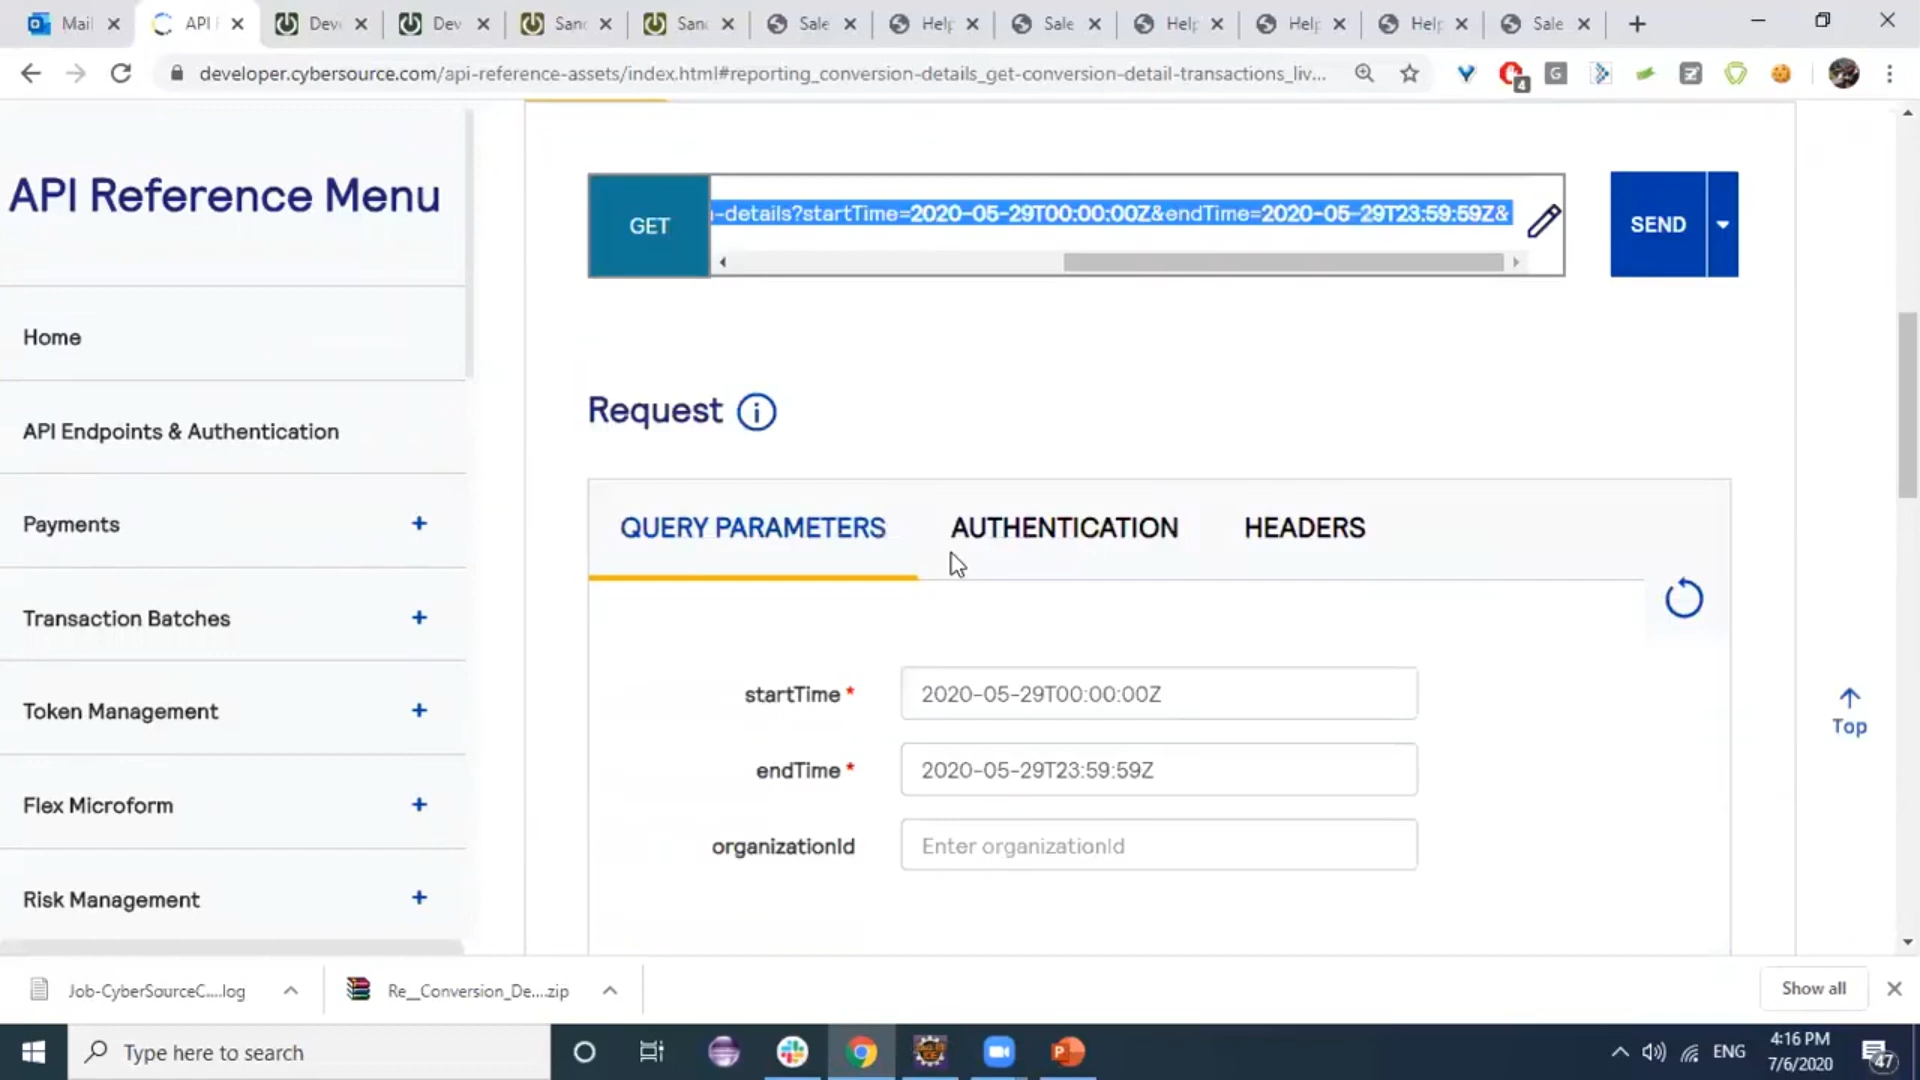 Mail
API
Dev
Dev
San
San
Sale
Help
Sale
Help
Help
Help
Sale
developer.cybersource.com/api-reference-assets/index.html#reporting_conversion-details_get-conversion-detail-transactions_liv...
4
G
API Reference Menu
Home
API Endpoints & Authentication
Payments +
Transaction Batches +
Token Management +
Flex Microform +
Risk Management +
GET
-details?startTime=2020-05-29T00:00:00Z&endTime=2020-05-29T23:59:59Z&
SEND
Request
QUERY PARAMETERS AUTHENTICATION HEADERS
startTime * 2020-05-29T00:00:00Z
endTime * 2020-05-29T23:59:59Z
organizationId Enter organizationId
Top
Job-CyberSourceC....log
Re__Conversion_De....zip
Show all
Type here to search
ENG
4:16 PM
7/6/2020
47